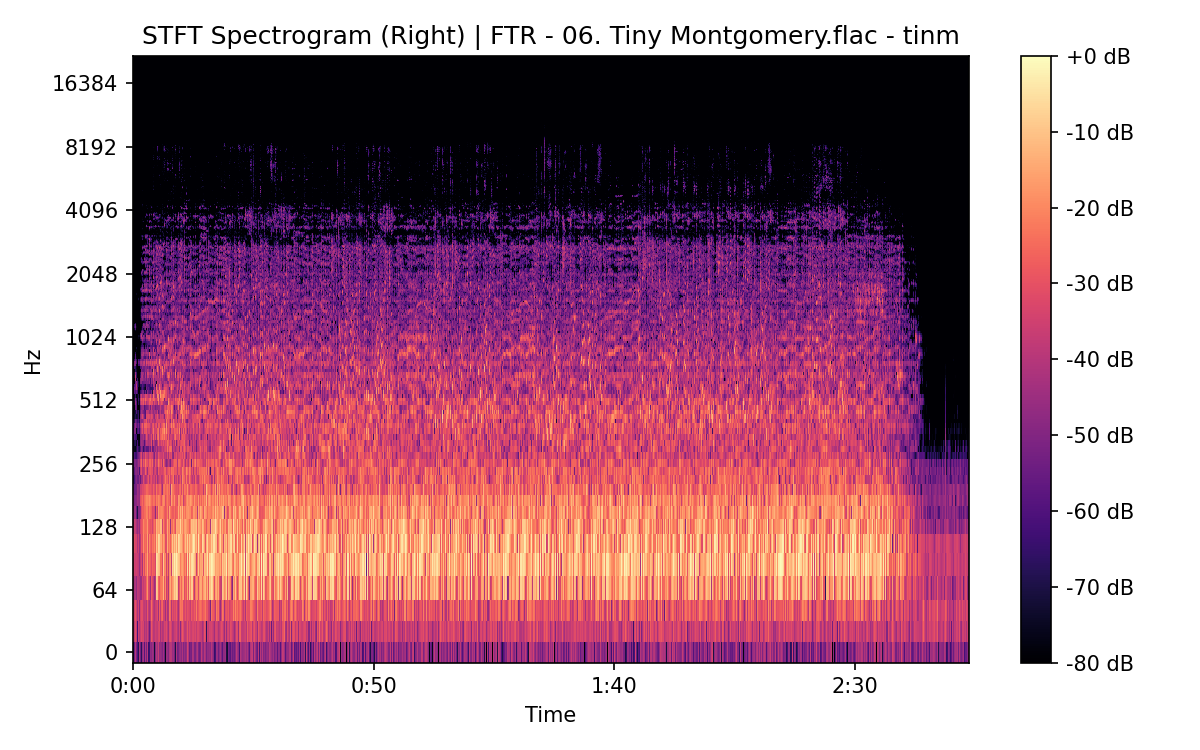 STFT Spectrogram (Right) | FTR - 06. Tiny Montgomery.flac - tinm
16384
8192
4096
2048
1024
512
256
128
64
0
Hz
0:00
0:50
1:40
2:30
Time
+0 dB
-10 dB
-20 dB
-30 dB
-40 dB
-50 dB
-60 dB
-70 dB
-80 dB